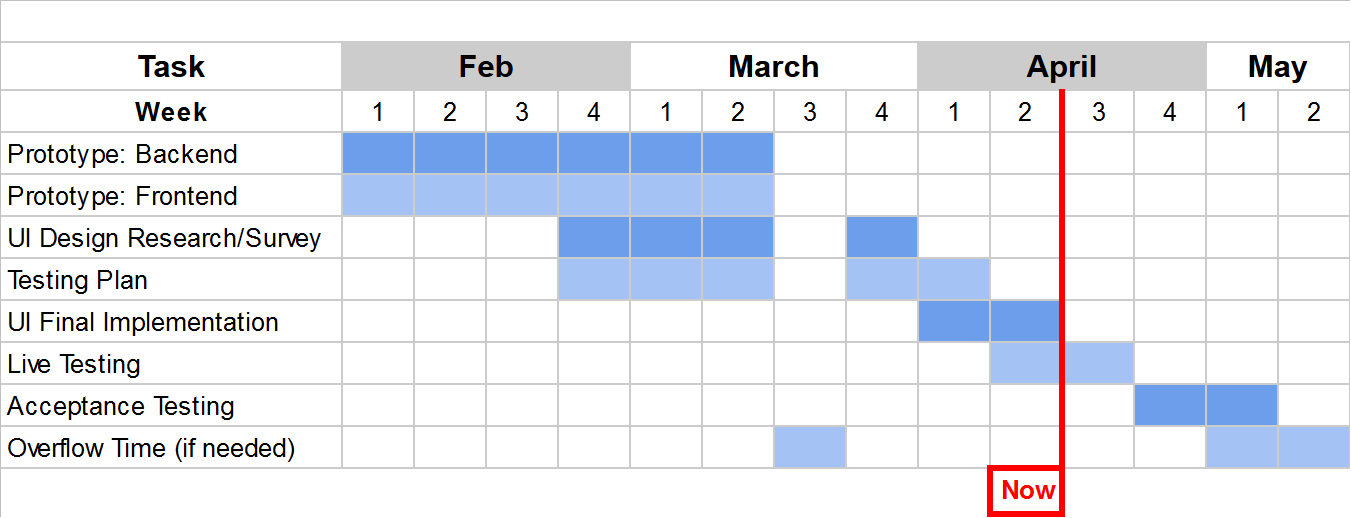 Task Feb March April May
Week 1 2 3 4 1 2 3 4 1 2 3 4 1 2
Prototype: Backend
Prototype: Frontend
UI Design Research/Survey
Testing Plan
UI Final Implementation
Live Testing
Acceptance Testing
Overflow Time (if needed)
Now